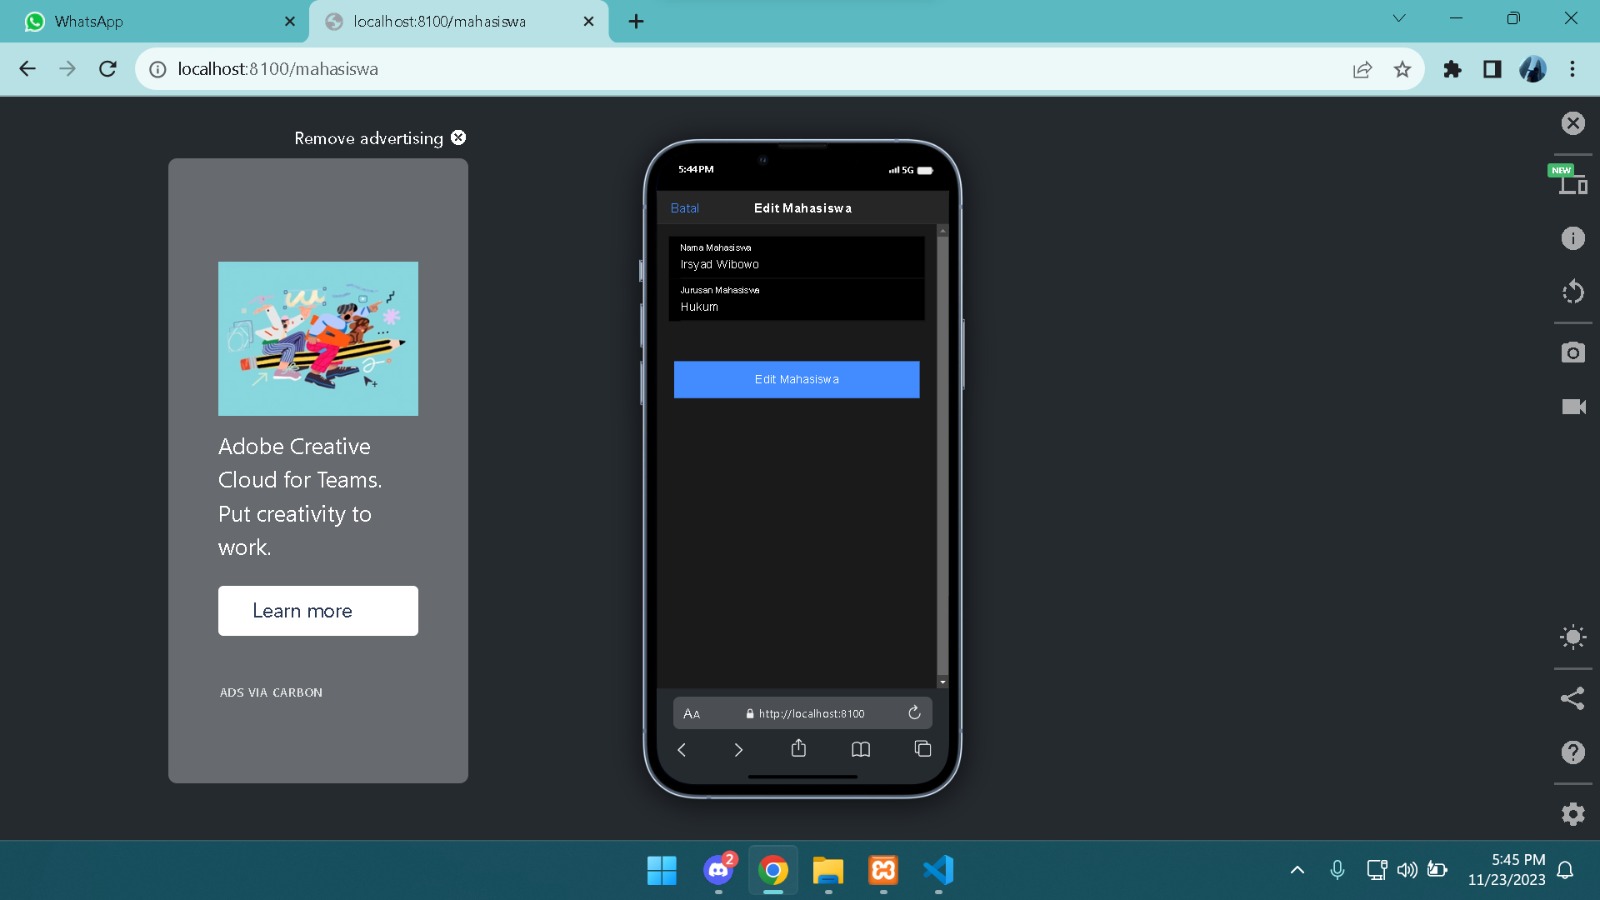 WhatsApp
localhost:8100/mahasiswa
localhost:8100/mahasiswa
Remove advertising
Adobe Creative
Cloud for Teams.
Put creativity to
work.
Learn more
ADS VIA CARBON
5:44PM
5G
Batal
Edit Mahasiswa
Nama Mahasiswa
Irsyad Wibowo
Jurusan Mahasiswa
Hukum
Edit Mahasiswa
AA
http://localhost:8100
NEW
2
5:45 PM
11/23/2023